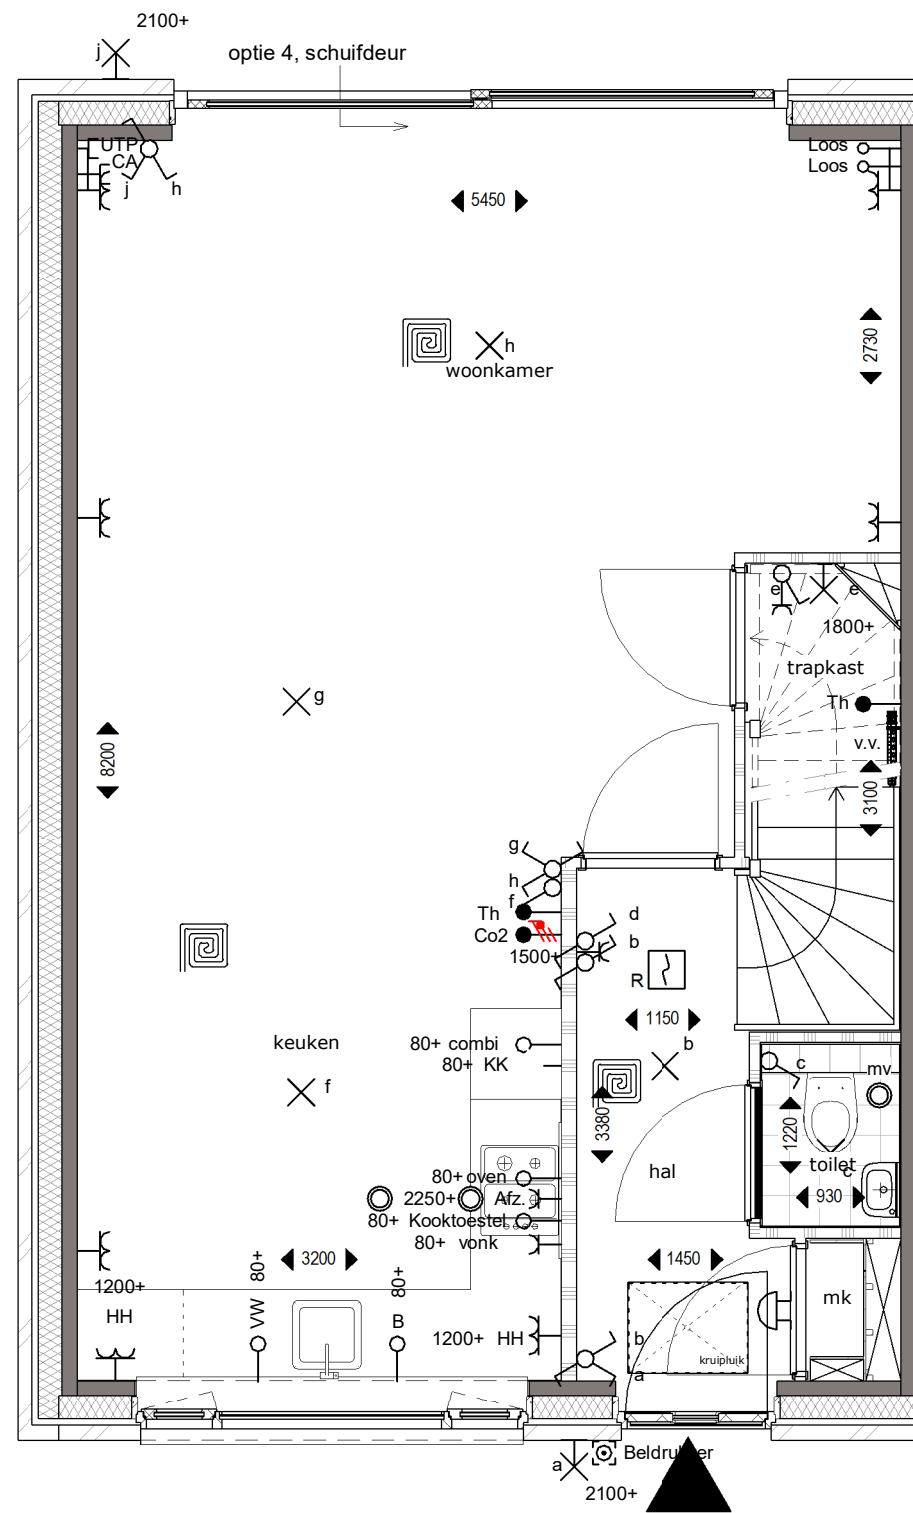 2100+
j
optie 4, schuifdeur
UTP
CA
j h
Loos
Loos
5450
2730
h
woonkamer
e e
1800+
trapkast
g
Th
v.v.
8200
3100
g
h
f
Th
Co2
1500+
d
b
R
1150
keuken
80+ combi
80+ KK
b
f
c
mv
3380
1220
toilet
c
hal
930
80+ oven
2250+ Afz.
80+ Kooktoestel
80+ vonk
3200
1450
80+
80+
1200+
HH
VW
B
mk
1200+ HH
b
kruipluik
a
a
Beldrukker
2100+